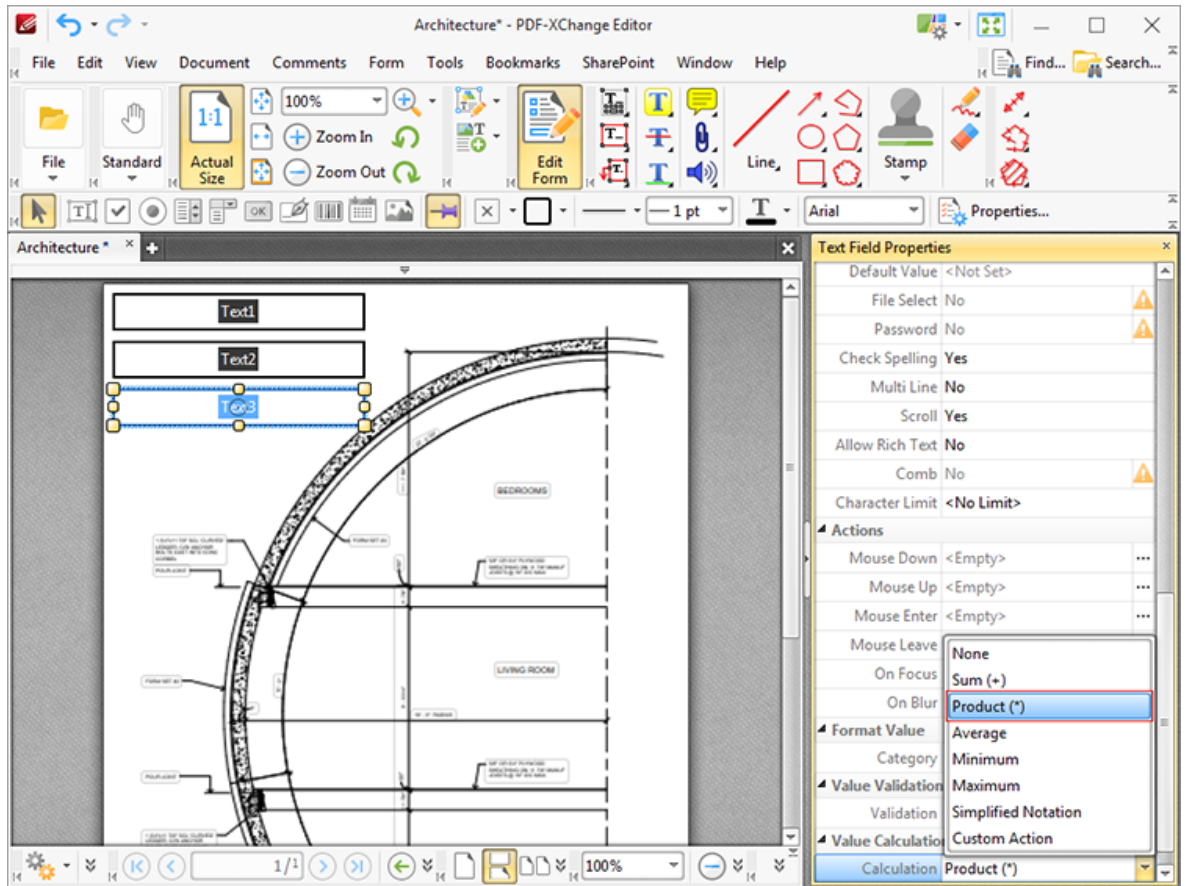 Architecture* - PDF-XChange Editor
File Edit View Document Comments Form Tools Bookmarks SharePoint Window Help
Find... Search...
File
Standard
1:1
Actual Size
100%
Zoom In
Zoom Out
Edit Form
Line
Stamp
OK
1 pt
Arial
Properties...
Architecture *
Text Field Properties
Text1
Text2
Text3
BEDROOMS
LIVING ROOM
Default Value <Not Set>
File Select No
Password No
Check Spelling Yes
Multi Line No
Scroll Yes
Allow Rich Text No
Comb No
Character Limit <No Limit>
Actions
Mouse Down <Empty>
Mouse Up <Empty>
Mouse Enter <Empty>
Mouse Leave
On Focus
On Blur
Format Value
Category
Value Validation
Validation
Value Calculation
Calculation Product (*)
None
Sum (+)
Product (*)
Average
Minimum
Maximum
Simplified Notation
Custom Action
1/1
100%